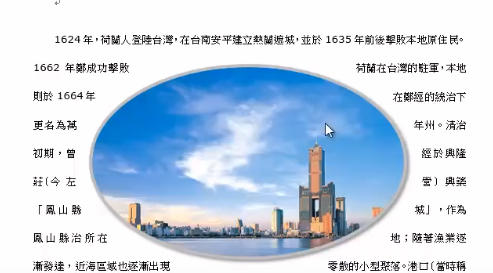 1624 年，荷蘭人登陸台灣，在台南安平建立熱蘭遮城，並於 1635 年前後擊敗本地原住民。
1662 年鄭成功擊敗 荷蘭在台灣的駐軍，本地
則於 1664 年 在鄭經的統治下
更名為萬 年州。清治
初期，曾 經於興隆
莊(今 左 營) 興築
「鳳山縣 城」，作為
鳳山縣治所在 地；隨著漁業逐
漸發達，近海區域也逐漸出現 零散的小型聚落。港口(當時稱